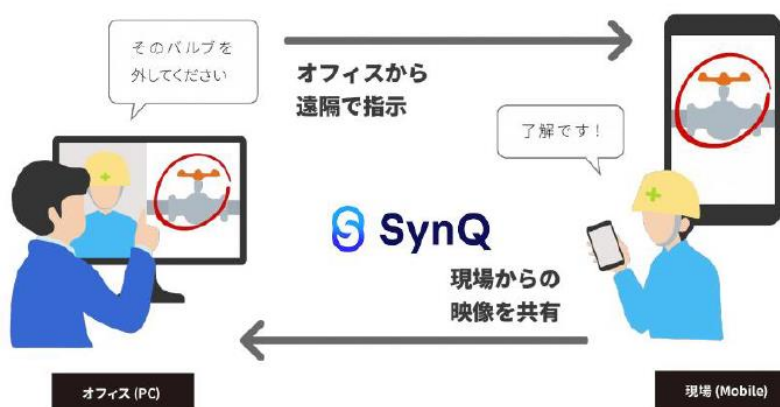 そのバルブを
外してください
オフィスから
遠隔で指示
了解です!
SynQ
現場からの
映像を共有
オフィス (PC)
現場 (Mobile)